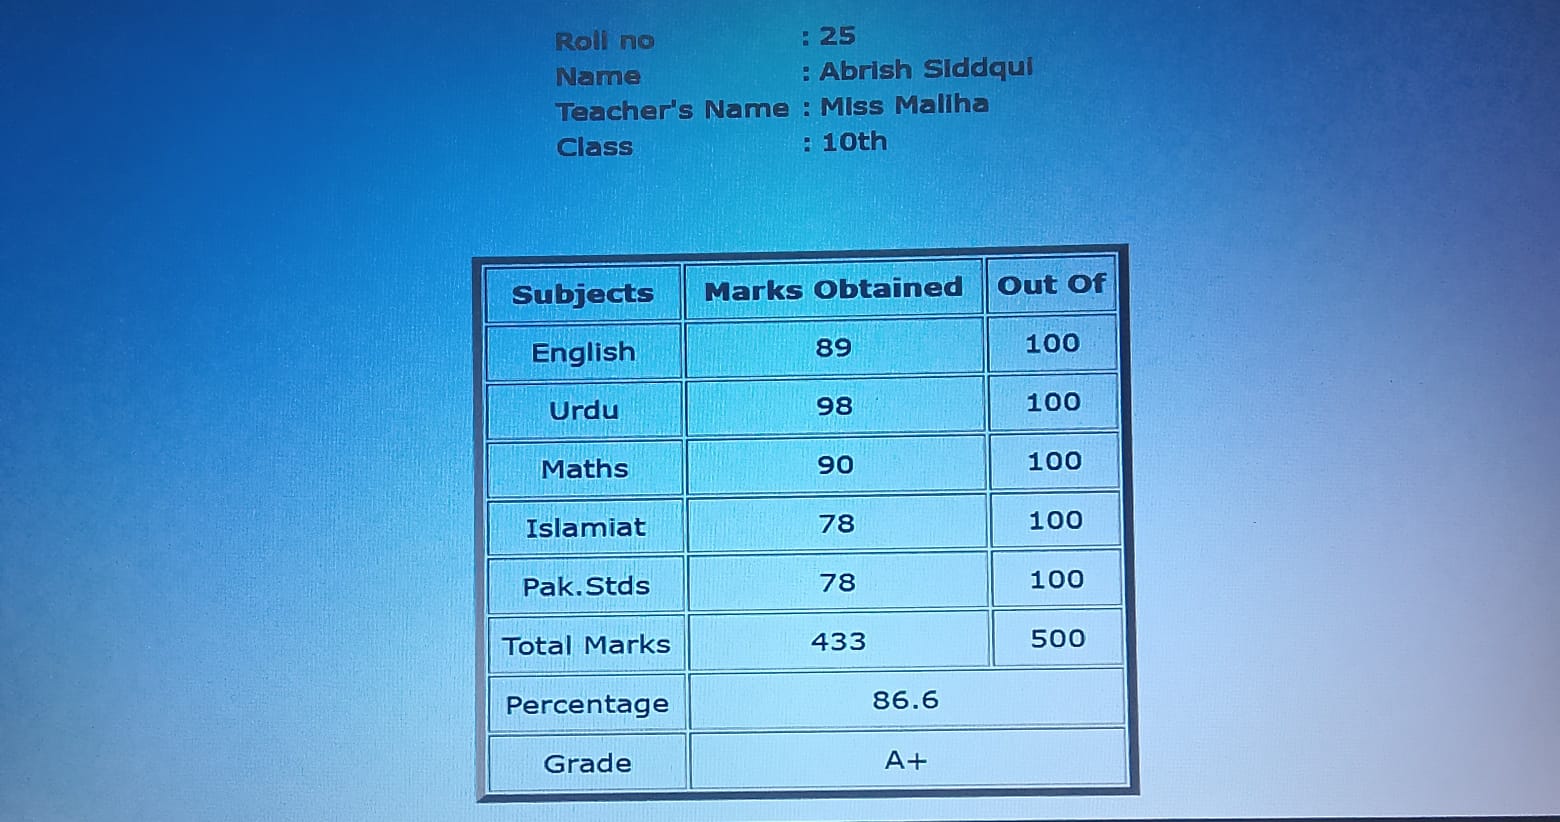 Roll no : 25
Name : Abrish Siddqui
Teacher's Name : Miss Maliha
Class : 10th
Subjects Marks Obtained Out Of
English 89 100
Urdu 98 100
Maths 90 100
Islamiat 78 100
Pak.Stds 78 100
Total Marks 433 500
Percentage 86.6
Grade A+